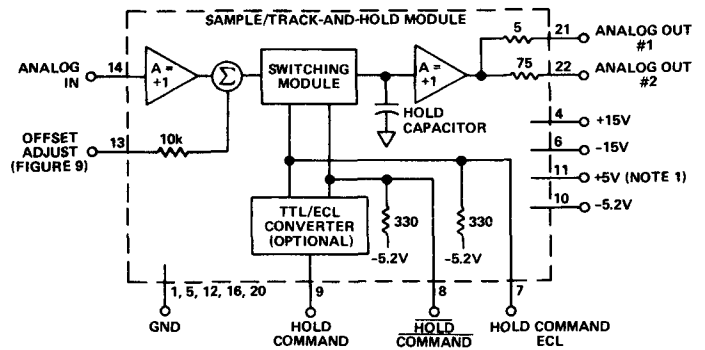 SAMPLE/TRACK-AND-HOLD MODULE
5
21
ANALOG OUT
#1
ANALOG
IN
14
A =
+1
Σ
SWITCHING
MODULE
A =
+1
75
22
ANALOG OUT
#2
HOLD
CAPACITOR
4
+15V
OFFSET
ADJUST
(FIGURE 9)
13
10k
6
-15V
11
+5V (NOTE 1)
10
-5.2V
TTL/ECL
CONVERTER
(OPTIONAL)
330
-5.2V
330
-5.2V
1, 5, 12, 16, 20
9
8
7
GND
HOLD
COMMAND
HOLD
COMMAND
HOLD COMMAND
ECL